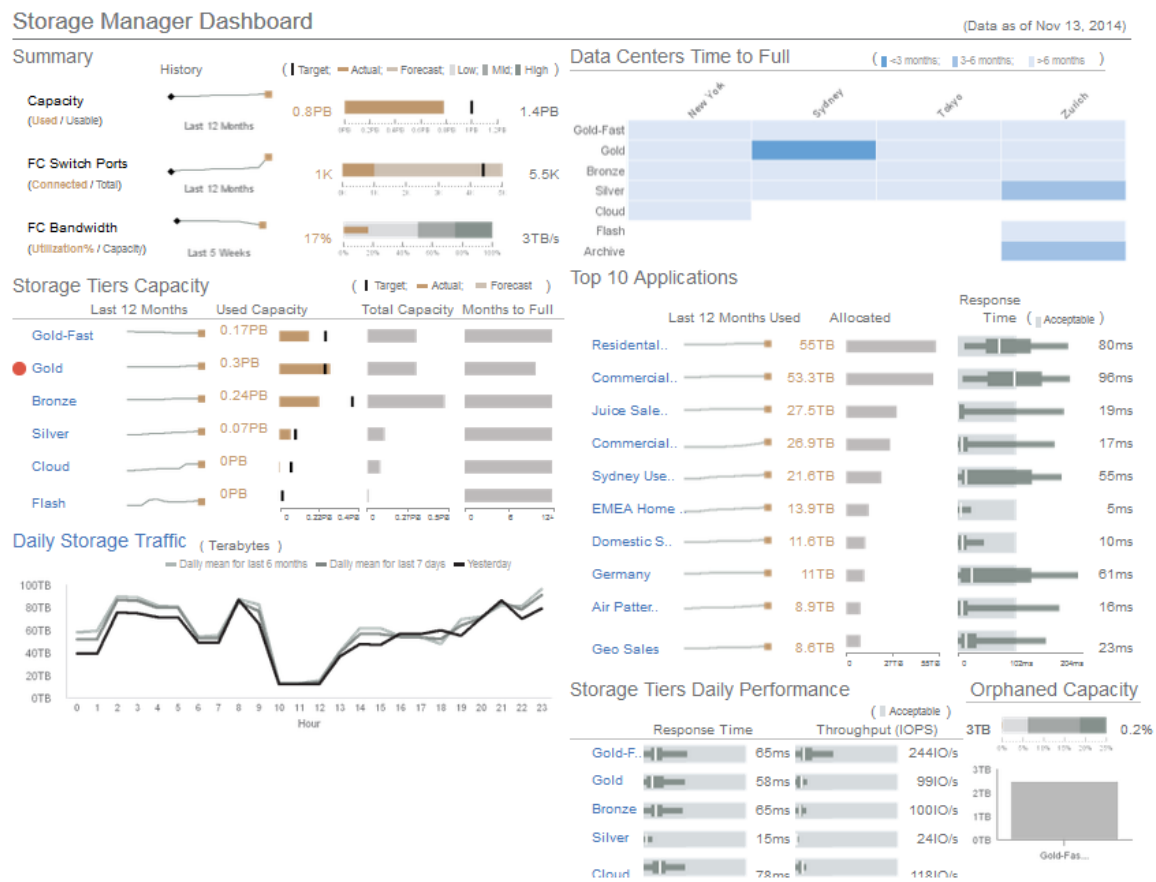 Storage Manager Dashboard
(Data as of Nov 13, 2014)
Summary
History
( Target; Actual; Forecast; Low; Mid; High )
Capacity
(Used / Usable)
Last 12 Months
0.8PB
1.4PB
FC Switch Ports
(Connected / Total)
Last 12 Months
1K
5.5K
FC Bandwidth
(Utilization% / Capacity)
Last 5 Weeks
17%
3TB/s
0% 20% 40% 60% 80% 100%
Data Centers Time to Full
( <3 months; 3-6 months; >6 months )
New York
Sydney
Tokyo
Zurich
Gold-Fast
Gold
Bronze
Silver
Cloud
Flash
Archive
Storage Tiers Capacity
( Target; Actual; Forecast )
Last 12 Months Used Capacity Total Capacity Months to Full
Gold-Fast 0.17PB
Gold 0.3PB
Bronze 0.24PB
Silver 0.07PB
Cloud 0PB
Flash 0PB
0 0.22PB 0.4PB 0 0.27PB 0.5PB 0 6 12+
Daily Storage Traffic ( Terabytes )
Daily mean for last 6 months Daily mean for last 7 days Yesterday
100TB
80TB
60TB
40TB
20TB
0TB
0 1 2 3 4 5 6 7 8 9 10 11 12 13 14 15 16 17 18 19 20 21 22 23
Hour
Top 10 Applications
Last 12 Months Used Allocated
Response
Time ( Acceptable )
Residental.. 55TB 80ms
Commercial.. 53.3TB 96ms
Juice Sale.. 27.5TB 19ms
Commercial.. 26.9TB 17ms
Sydney Use.. 21.6TB 55ms
EMEA Home .. 13.9TB 5ms
Domestic S.. 11.6TB 10ms
Germany 11TB 61ms
Air Patter.. 8.9TB 16ms
Geo Sales 8.6TB 23ms
0 27TB 55TB 0 102ms 204ms
Storage Tiers Daily Performance
( Acceptable )
Response Time Throughput (IOPS)
Gold-F.. 65ms 244IO/s
Gold 58ms 99IO/s
Bronze 65ms 100IO/s
Silver 15ms 24IO/s
Cloud 78ms 118IO/s
Orphaned Capacity
3TB
0.2%
0% 5% 10% 15% 20% 25%
3TB
2TB
1TB
0TB
Gold-Fas...